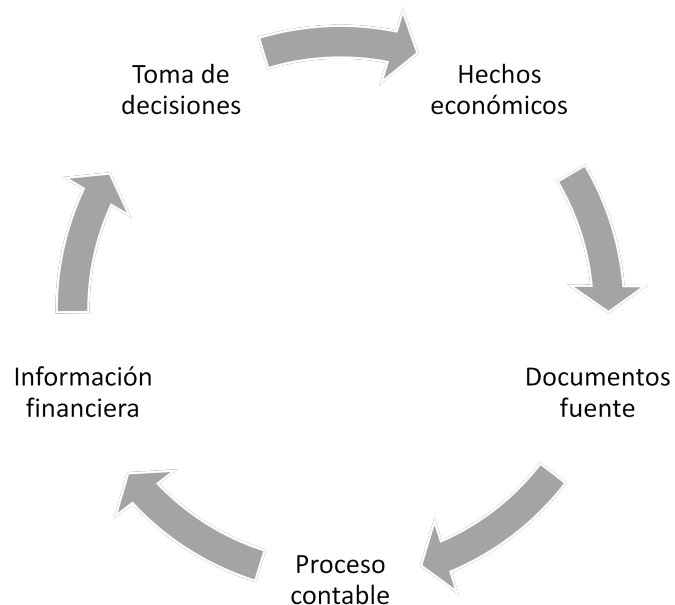 Toma de
decisiones
Hechos
económicos
Documentos
fuente
Proceso
contable
Información
financiera